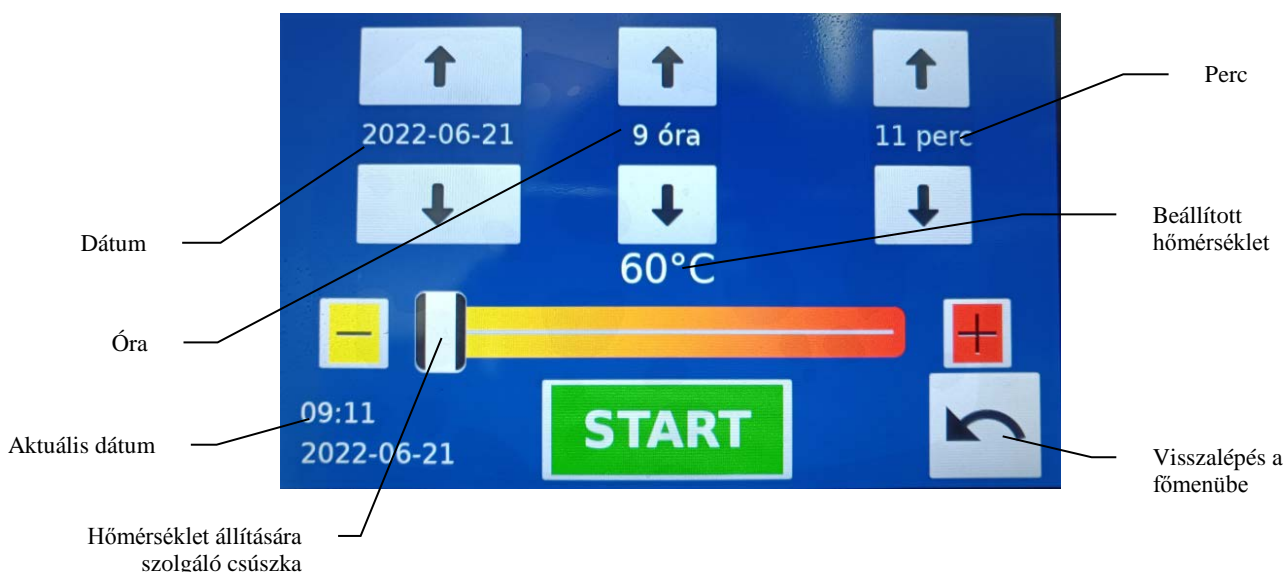 Perc
2022-06-21
9 óra
11 perc
Dátum
Beállított
hőmérséklet
60°C
Óra
09:11
START
Aktuális dátum
2022-06-21
Visszalépés a
főmenübe
Hőmérséklet állítására
szolgáló csúszka